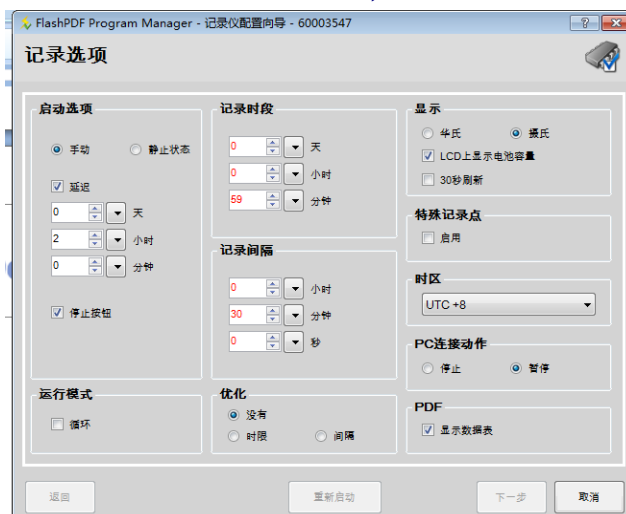 FlashPDF Program Manager - 记录仪配置向导 - 60003547
记录选项
启动选项
手动
静止状态
延迟
0
天
2
小时
0
分钟
停止按钮
运行模式
循环
记录时段
0
天
0
小时
59
分钟
记录间隔
0
小时
30
分钟
0
秒
优化
没有
时限
间隔
显示
华氏
摄氏
LCD上显示电池容量
30秒刷新
特殊记录点
启用
时区
UTC +8
PC连接动作
停止
暂停
PDF
显示数据表
返回
重新启动
下一步
取消